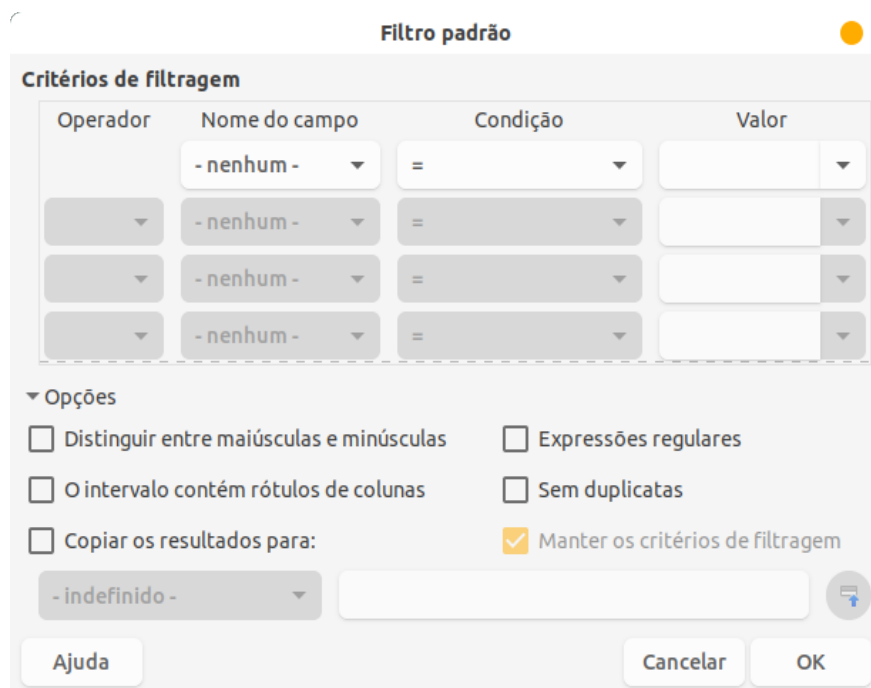 Filtro padrão
Critérios de filtragem
Operador Nome do campo Condição Valor
- nenhum - =
- nenhum - =
- nenhum - =
- nenhum - =
Opções
Distinguir entre maiúsculas e minúsculas Expressões regulares
O intervalo contém rótulos de colunas Sem duplicatas
Copiar os resultados para: Manter os critérios de filtragem
- indefinido -
Ajuda Cancelar OK